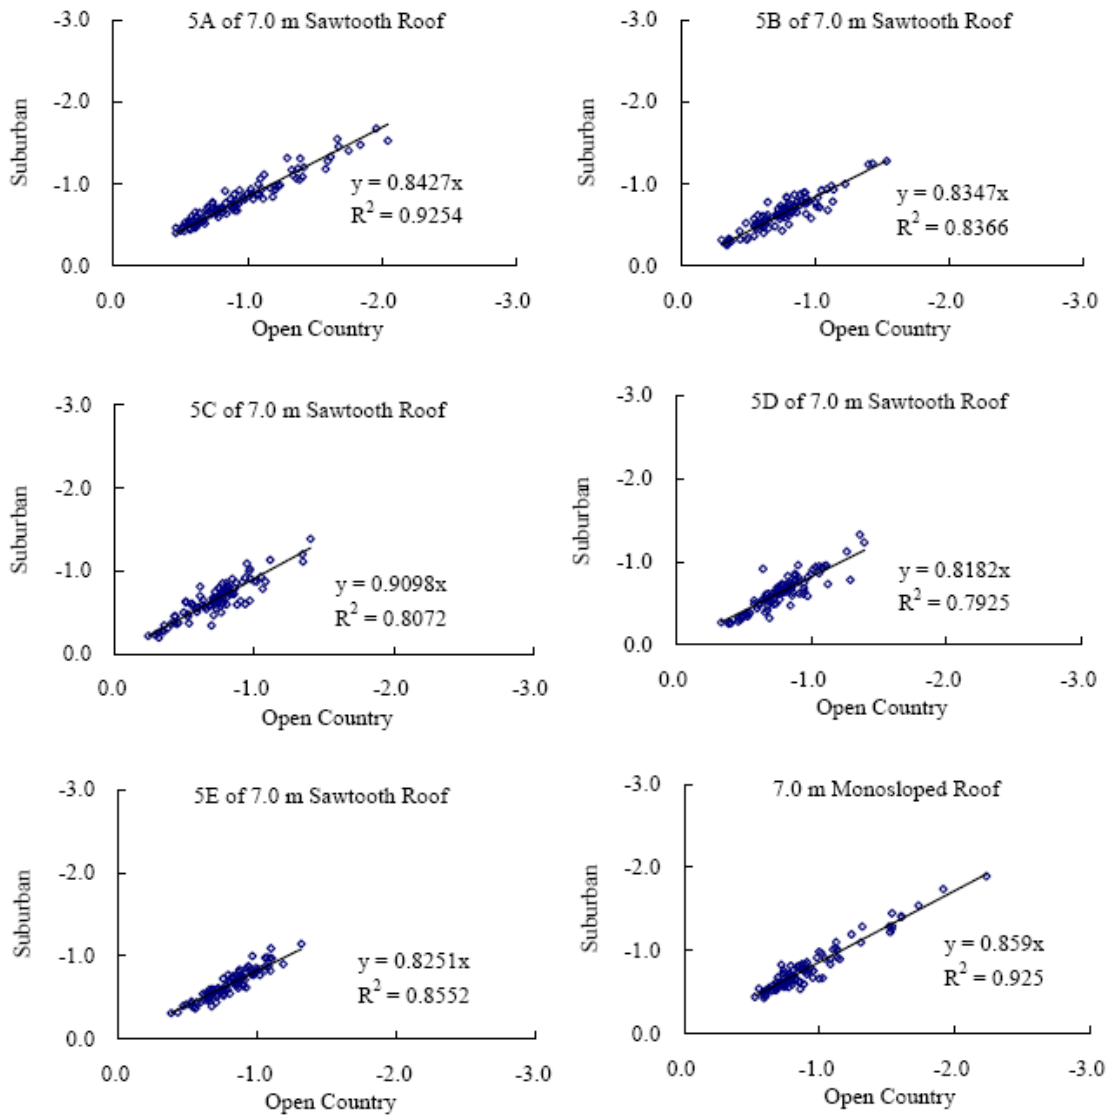 5A of 7.0 m Sawtooth Roof
-3.0
-2.0
-1.0
0.0
Suburban
y = 0.8427x
R² = 0.9254
0.0 -1.0 -2.0 -3.0
Open Country
5B of 7.0 m Sawtooth Roof
-3.0
-2.0
-1.0
0.0
Suburban
y = 0.8347x
R² = 0.8366
0.0 -1.0 -2.0 -3.0
Open Country
5C of 7.0 m Sawtooth Roof
-3.0
-2.0
-1.0
0.0
Suburban
y = 0.9098x
R² = 0.8072
0.0 -1.0 -2.0 -3.0
Open Country
5D of 7.0 m Sawtooth Roof
-3.0
-2.0
-1.0
0.0
Suburban
y = 0.8182x
R² = 0.7925
0.0 -1.0 -2.0 -3.0
Open Country
5E of 7.0 m Sawtooth Roof
-3.0
-2.0
-1.0
0.0
Suburban
y = 0.8251x
R² = 0.8552
0.0 -1.0 -2.0 -3.0
Open Country
7.0 m Monosloped Roof
-3.0
-2.0
-1.0
0.0
Suburban
y = 0.859x
R² = 0.925
0.0 -1.0 -2.0 -3.0
Open Country